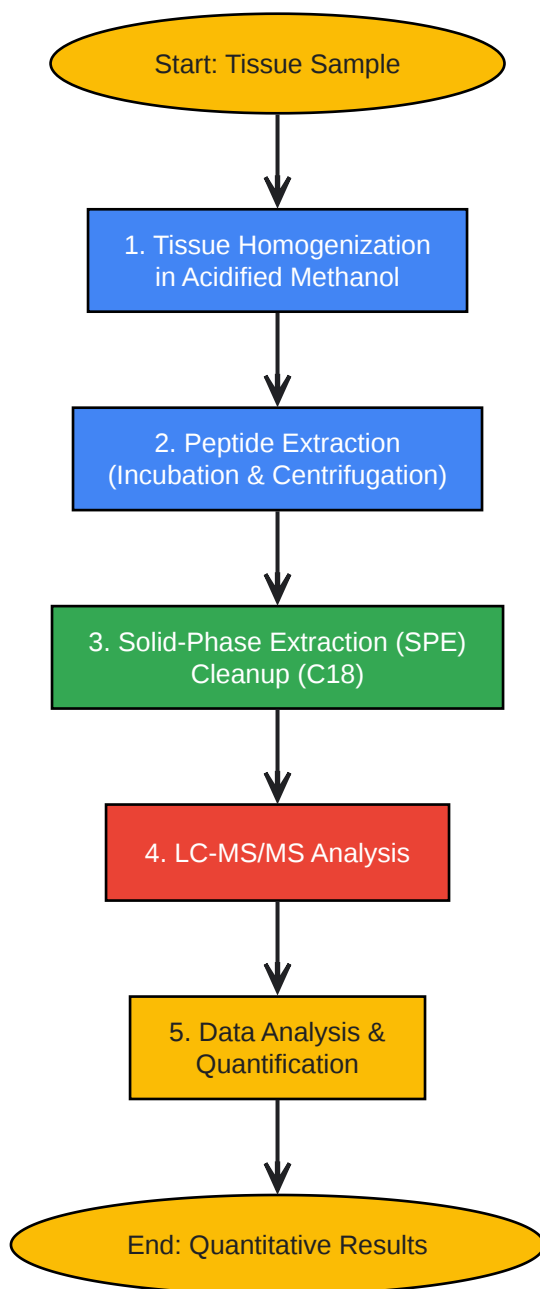 Start: Tissue Sample
1. Tissue Homogenization
in Acidified Methanol
2. Peptide Extraction
(Incubation & Centrifugation)
3. Solid-Phase Extraction (SPE)
Cleanup (C18)
4. LC-MS/MS Analysis
5. Data Analysis &
Quantification
End: Quantitative Results